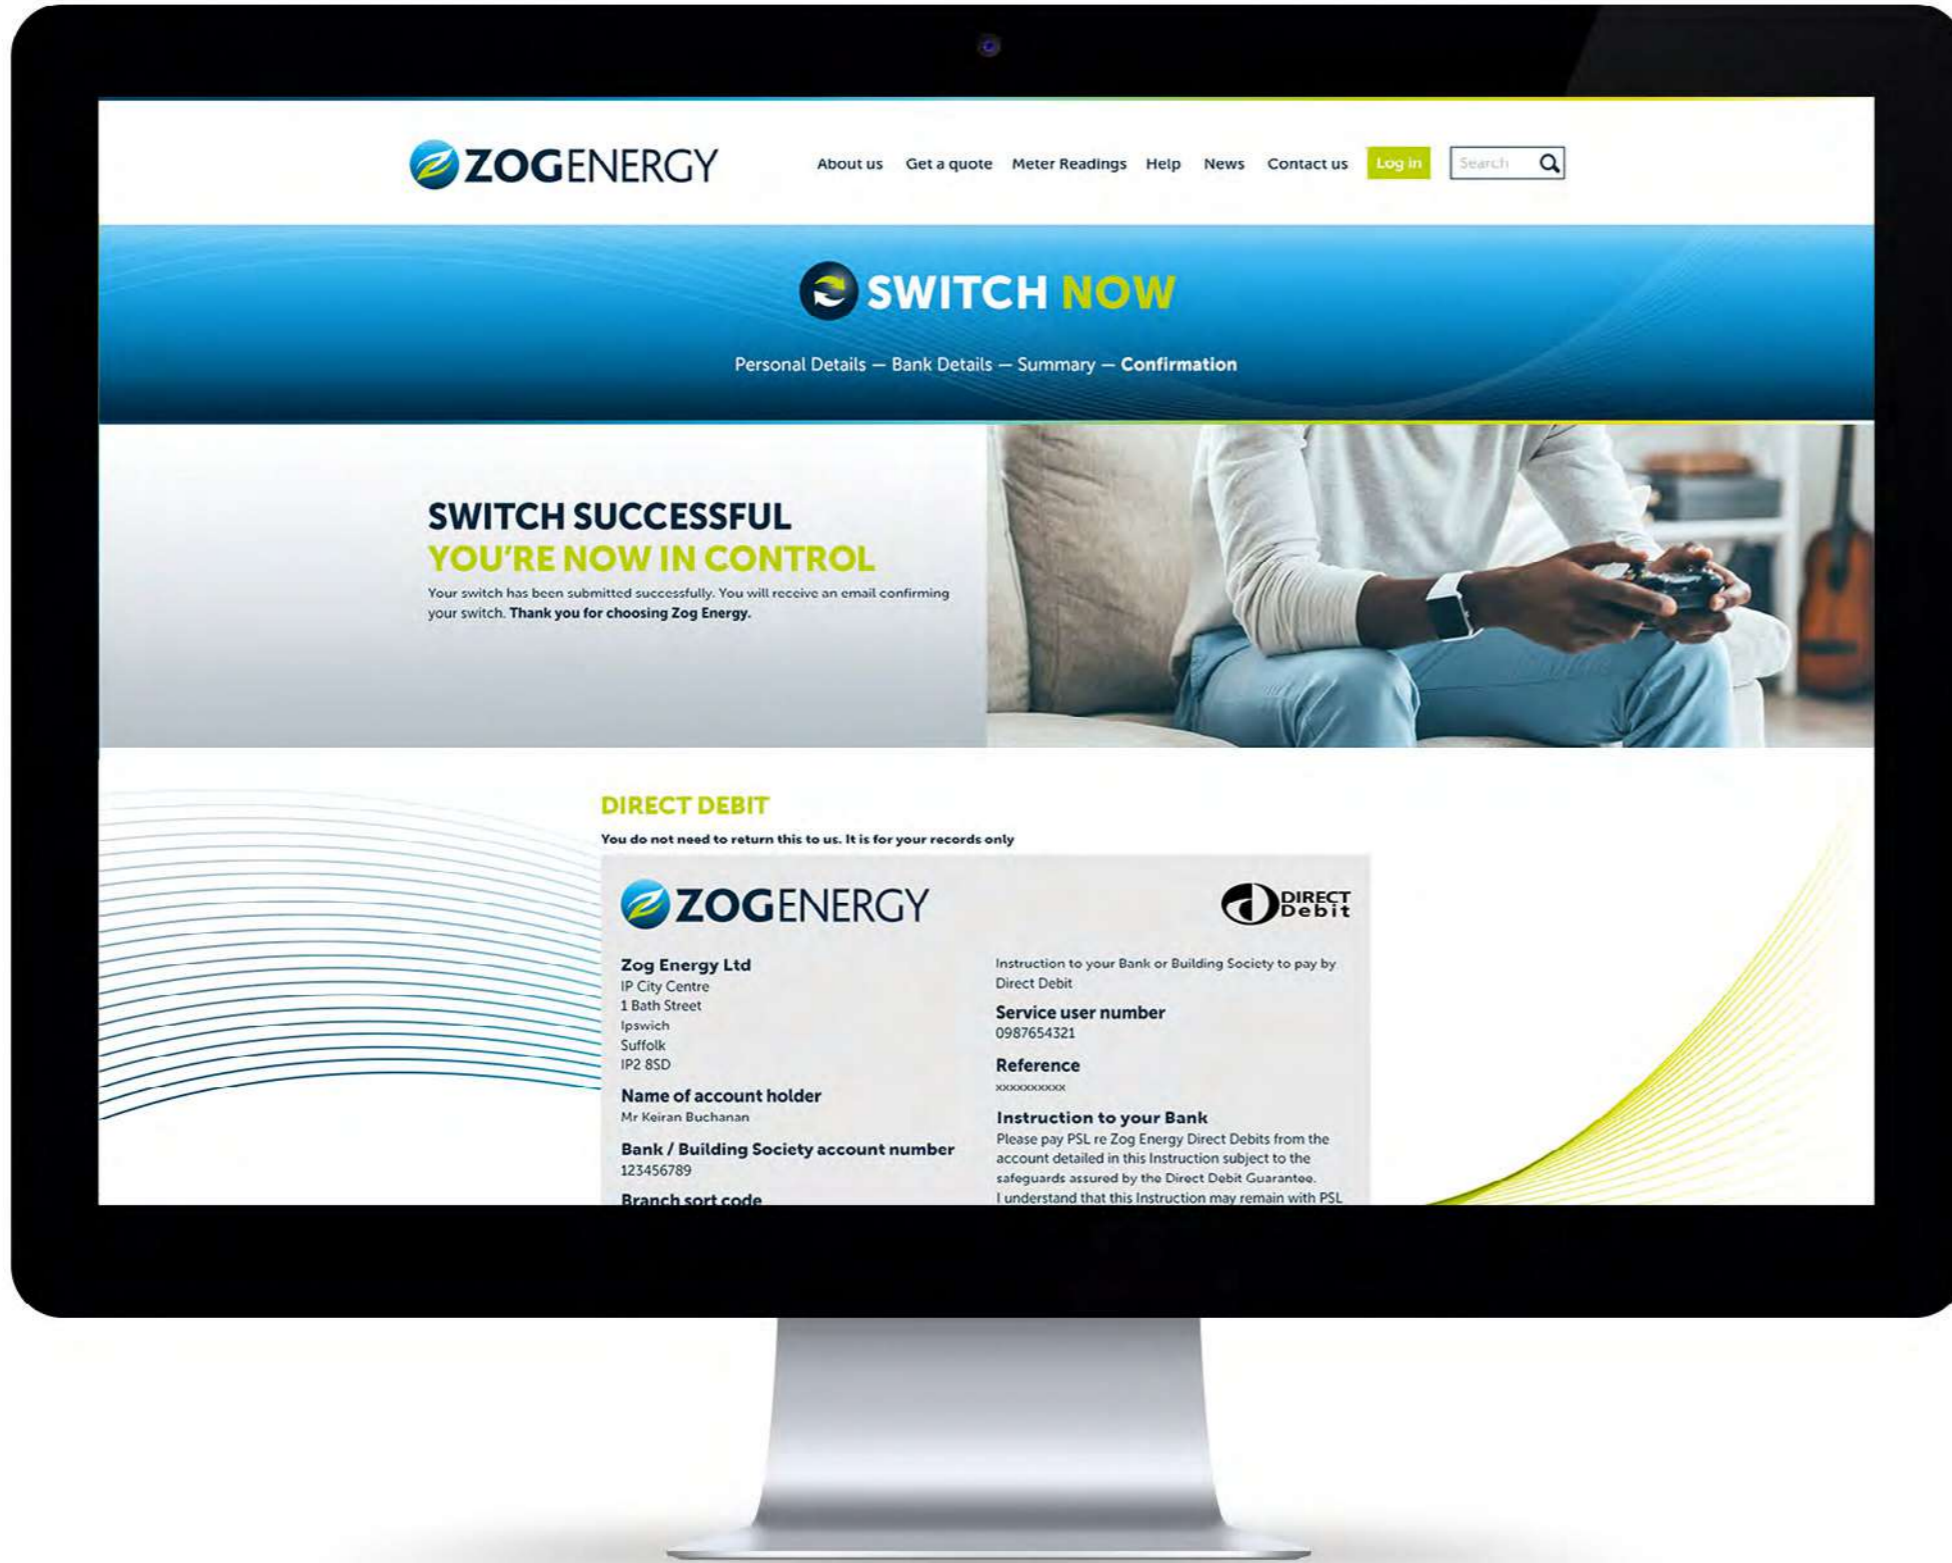 ZOGENERGY
About us Get a quote Meter Readings Help News Contact us Log in Search
SWITCH NOW
Personal Details — Bank Details — Summary — Confirmation
SWITCH SUCCESSFUL
YOU'RE NOW IN CONTROL
Your switch has been submitted successfully. You will receive an email confirming
your switch. Thank you for choosing Zog Energy.
DIRECT DEBIT
You do not need to return this to us. It is for your records only
ZOGENERGY
DIRECT
Debit
Zog Energy Ltd
IP City Centre
1 Bath Street
Ipswich
Suffolk
IP2 8SD
Name of account holder
Mr Keiran Buchanan
Bank / Building Society account number
123456789
Branch sort code
Instruction to your Bank or Building Society to pay by
Direct Debit
Service user number
0987654321
Reference
xxxxxxxxxx
Instruction to your Bank
Please pay PSL re Zog Energy Direct Debits from the
account detailed in this Instruction subject to the
safeguards assured by the Direct Debit Guarantee.
I understand that this Instruction may remain with PSL